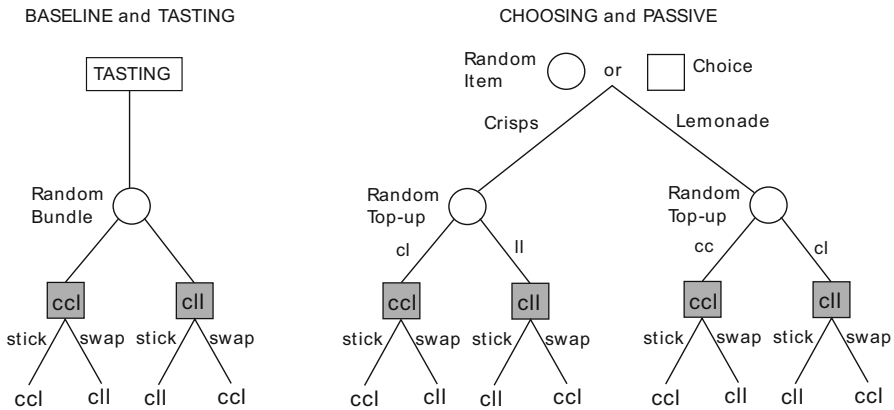 BASELINE and TASTING
TASTING
Random
Bundle
ccl
cll
stick
swap
stick
swap
ccl
cll
cll
ccl
CHOOSING and PASSIVE
Random
Item
or
Choice
Crisps
Lemonade
Random
Top-up
Random
Top-up
cl
ll
cc
cl
ccl
cll
ccl
cll
stick
swap
stick
swap
stick
swap
stick
swap
ccl
cll
cll
ccl
ccl
cll
cll
ccl